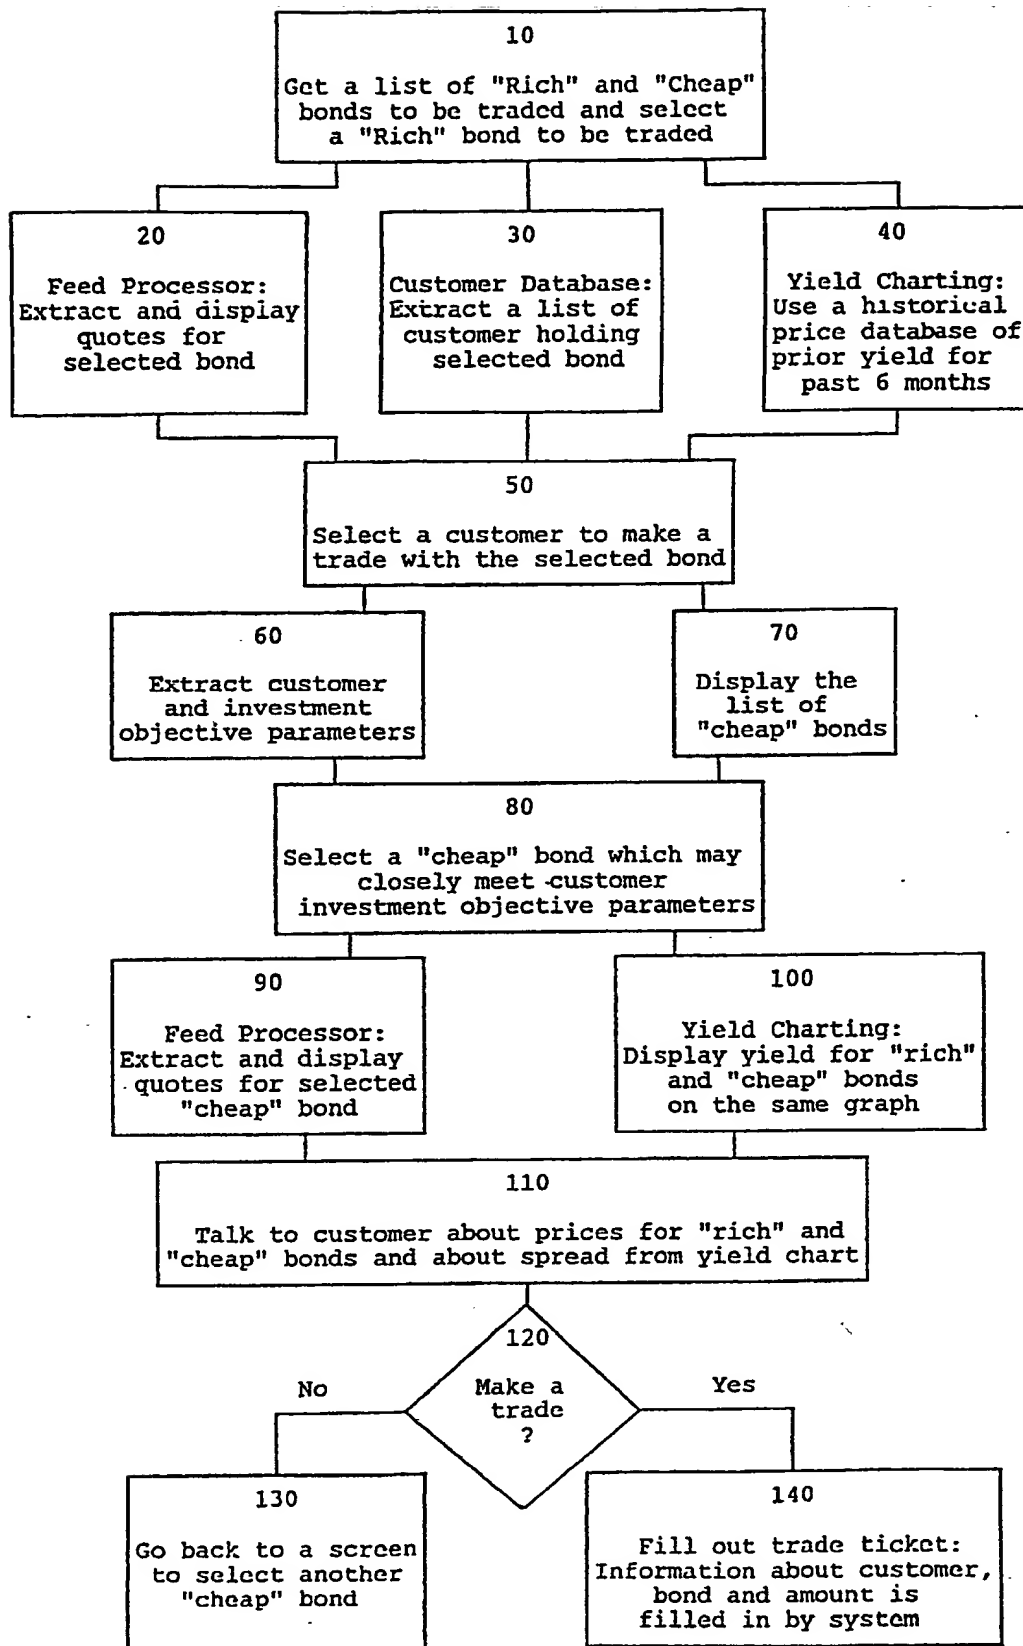 10
Get a list of "Rich" and "Cheap"
bonds to be traded and select
a "Rich" bond to be traded
20
Feed Processor:
Extract and display
quotes for
selected bond
30
Customer Database:
Extract a list of
customer holding
selected bond
40
Yield Charting:
Use a historical
price database of
prior yield for
past 6 months
50
Select a customer to make a
trade with the selected bond
60
Extract customer
and investment
objective parameters
70
Display the
list of
"cheap" bonds
80
Select a "cheap" bond which may
closely meet customer
investment objective parameters
90
Feed Processor:
Extract and display
quotes for selected
"cheap" bond
100
Yield Charting:
Display yield for "rich"
and "cheap" bonds
on the same graph
110
Talk to customer about prices for "rich" and
"cheap" bonds and about spread from yield chart
120
Make a
trade
?
No
Yes
130
Go back to a screen
to select another
"cheap" bond
140
Fill out trade ticket:
Information about customer,
bond and amount is
filled in by system